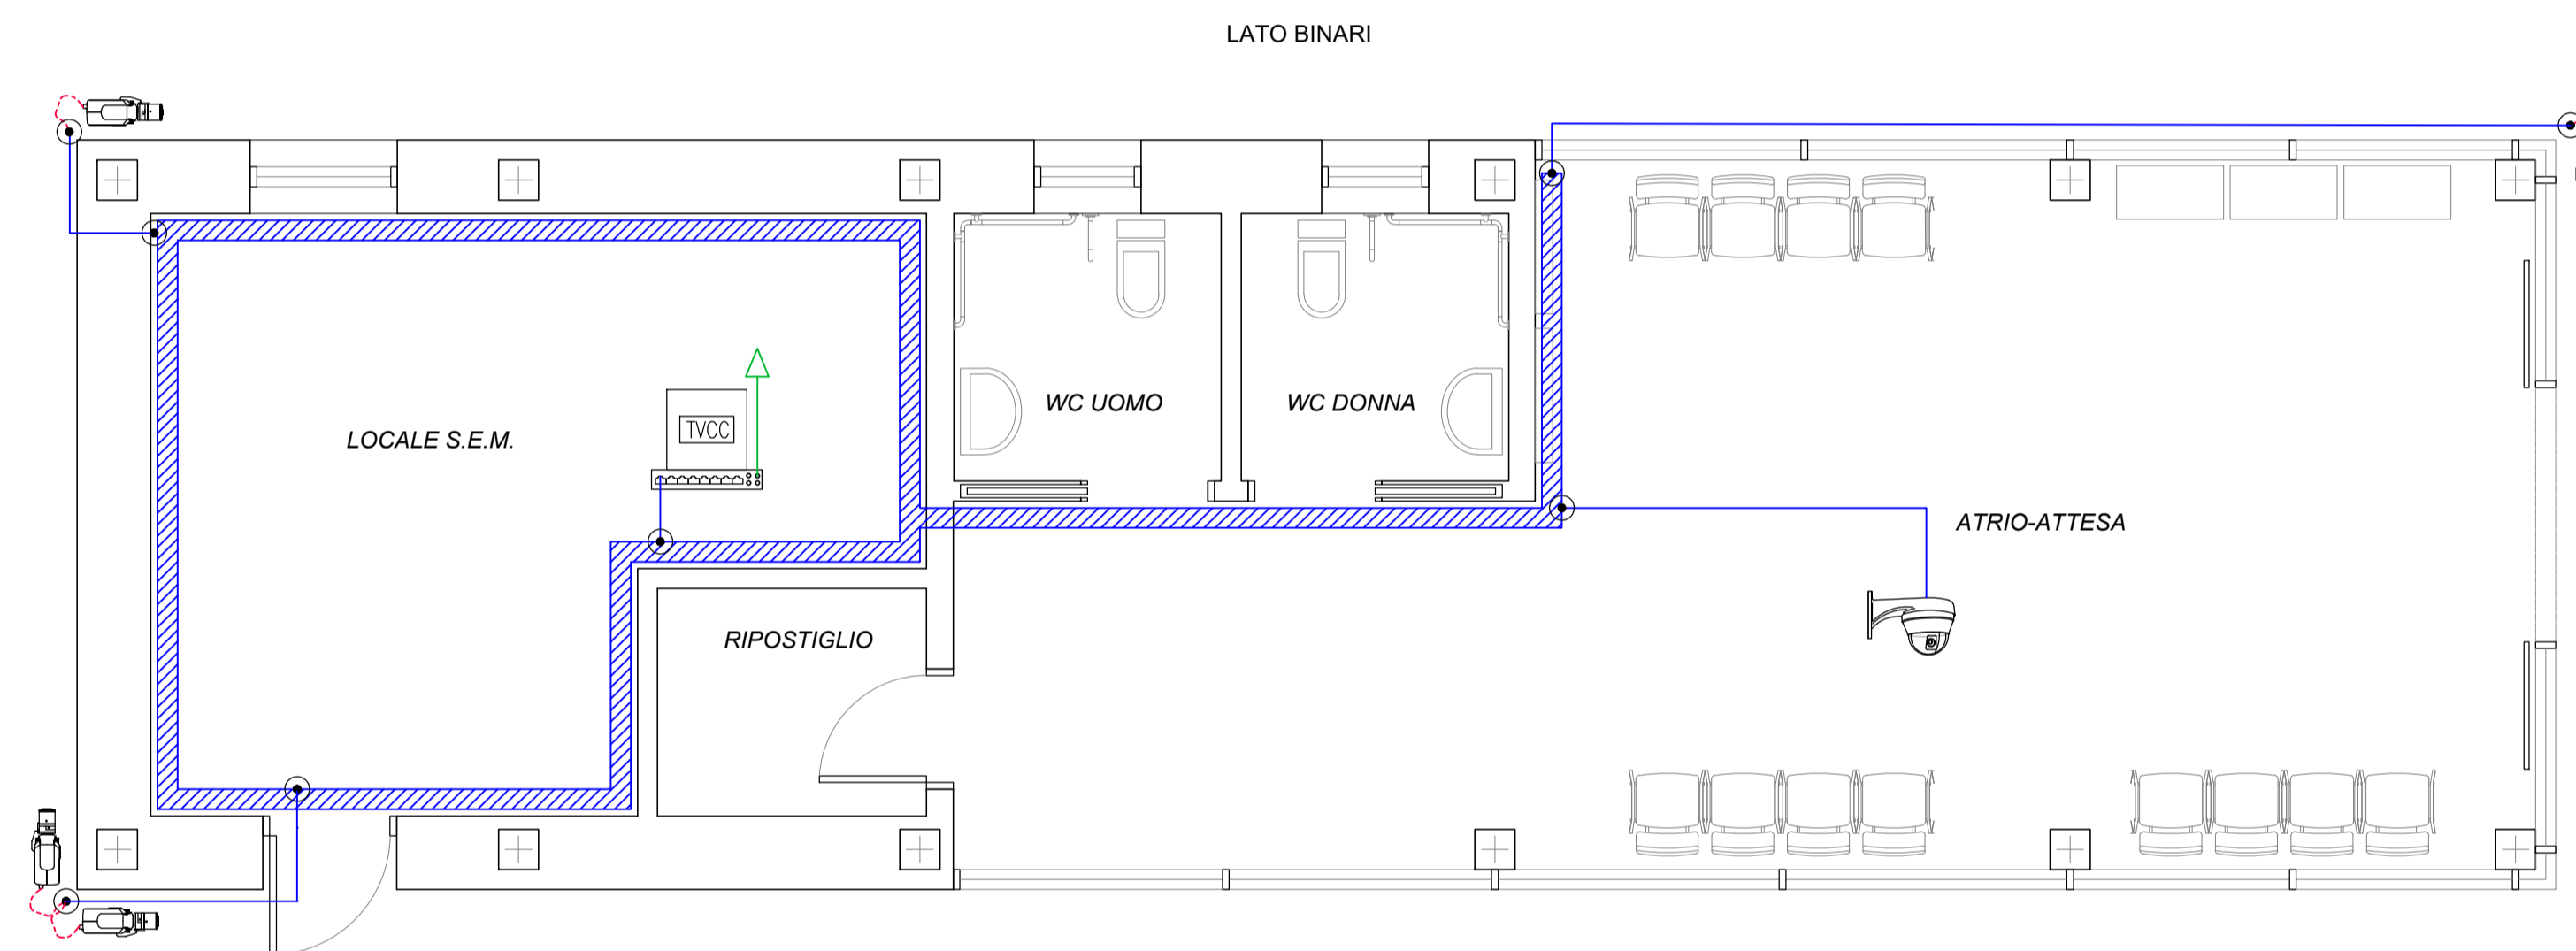 LATO BINARI
WC UOMO
WC DONNA
TVCC
LOCALE S.E.M.
ATRIO-ATTESA
RIPOSTIGLIO